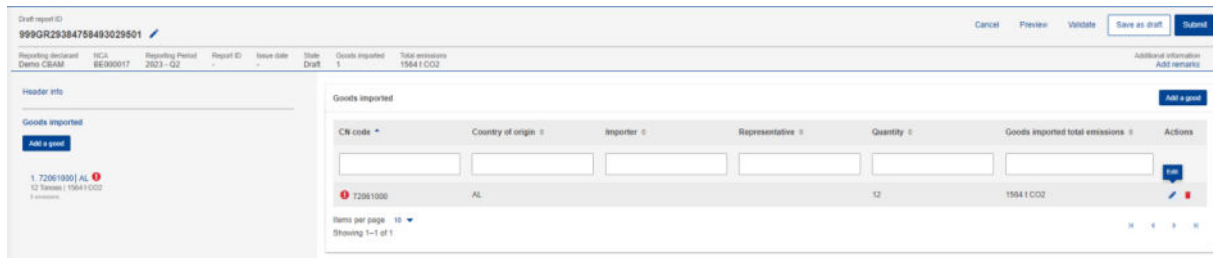 Draft report ID
999GR29384758493029501
Cancel Preview Validate Save as draft Submit
Reporting declarant NCA Reporting Period Report ID Issue date State Goods imported Total emissions Additional information
Demo CBAM BE000017 2023 - Q2 - - Draft 1 1564 t CO2 Add remarks
Header info
Goods imported
Add a good
1. 72061000| AL
12 Tonnes | 1564 t CO2
Goods imported Add a good
CN code Country of origin Importer Representative Quantity Goods imported total emissions Actions
Edit
72061000 AL 12 1564 t CO2
Items per page 10
Showing 1–1 of 1